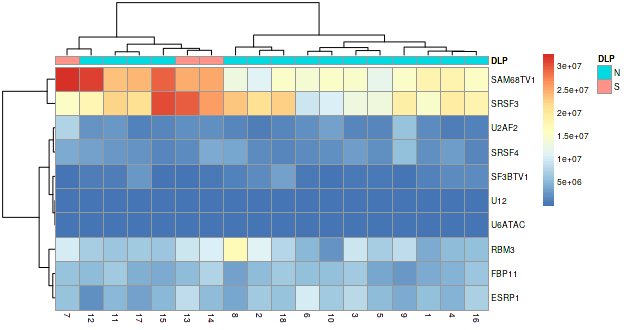 DLP
DLP
SAM68TV1
SRSF3
U2AF2
SRSF4
SF3BTV1
U12
U6ATAC
RBM3
FBP11
ESRP1
3e+07
2.5e+07
2e+07
1.5e+07
1e+07
5e+06
N
S
7 12 11 17 15 13 14 8 2 18 6 10 3 5 9 1 4 16